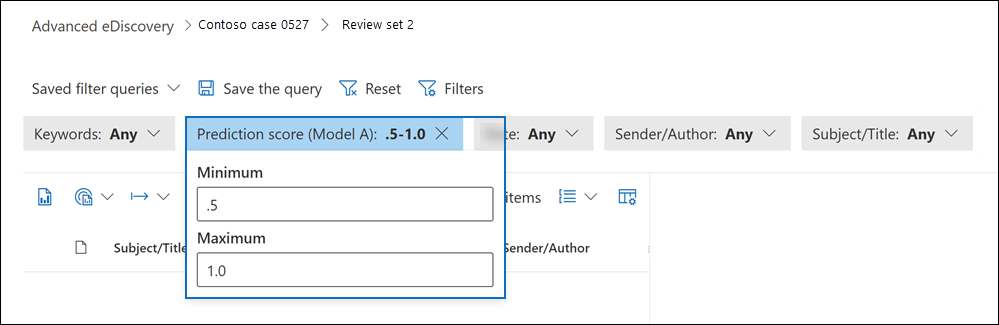 Advanced eDiscovery > Contoso case 0527 > Review set 2
Saved filter queries Save the query Reset Filters
Keywords: Any Prediction score (Model A): .5-1.0 Any Sender/Author: Any Subject/Title: Any
Minimum
.5
items
Maximum
Subject/Title Sender/Author
1.0